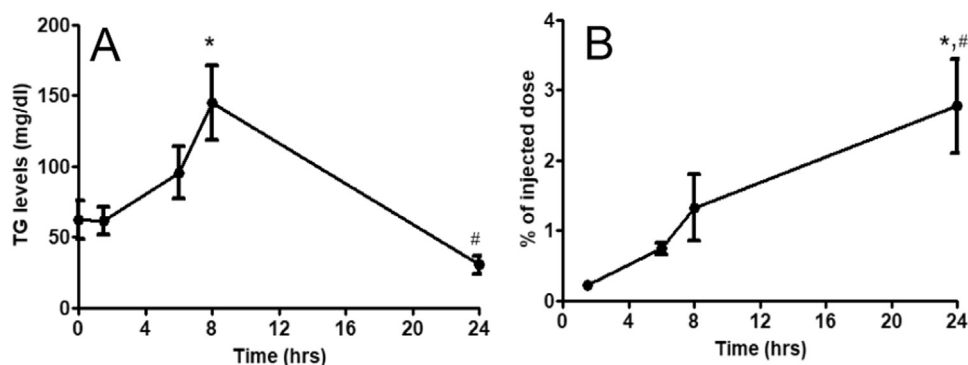 A
TG levels (mg/dl)
200
150
100
50
0
*
#
0 4 8 12 16 20 24
Time (hrs)
B
% of injected dose
4
3
2
1
0
*,#
0 4 8 12 16 20 24
Time (hrs)